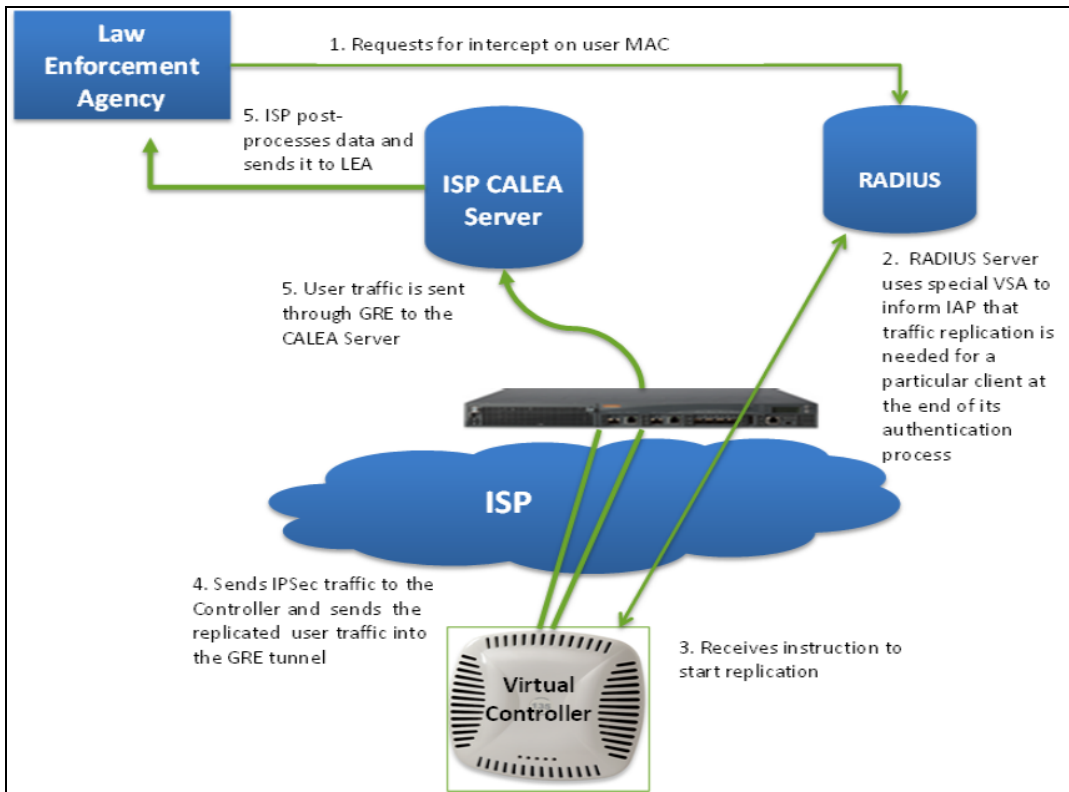 Law
Enforcement
Agency
1. Requests for intercept on user MAC
5. ISP post-
processes data and
sends it to LEA
ISP CALEA
Server
RADIUS
2. RADIUS Server
uses special VSA to
inform IAP that
traffic replication is
needed for a
particular client at
the end of its
authentication
process
5. User traffic is sent
through GRE to the
CALEA Server
ISP
4. Sends IPSec traffic to the
Controller and sends the
replicated user traffic into
the GRE tunnel
3. Receives instruction to
start replication
Virtual
Controller